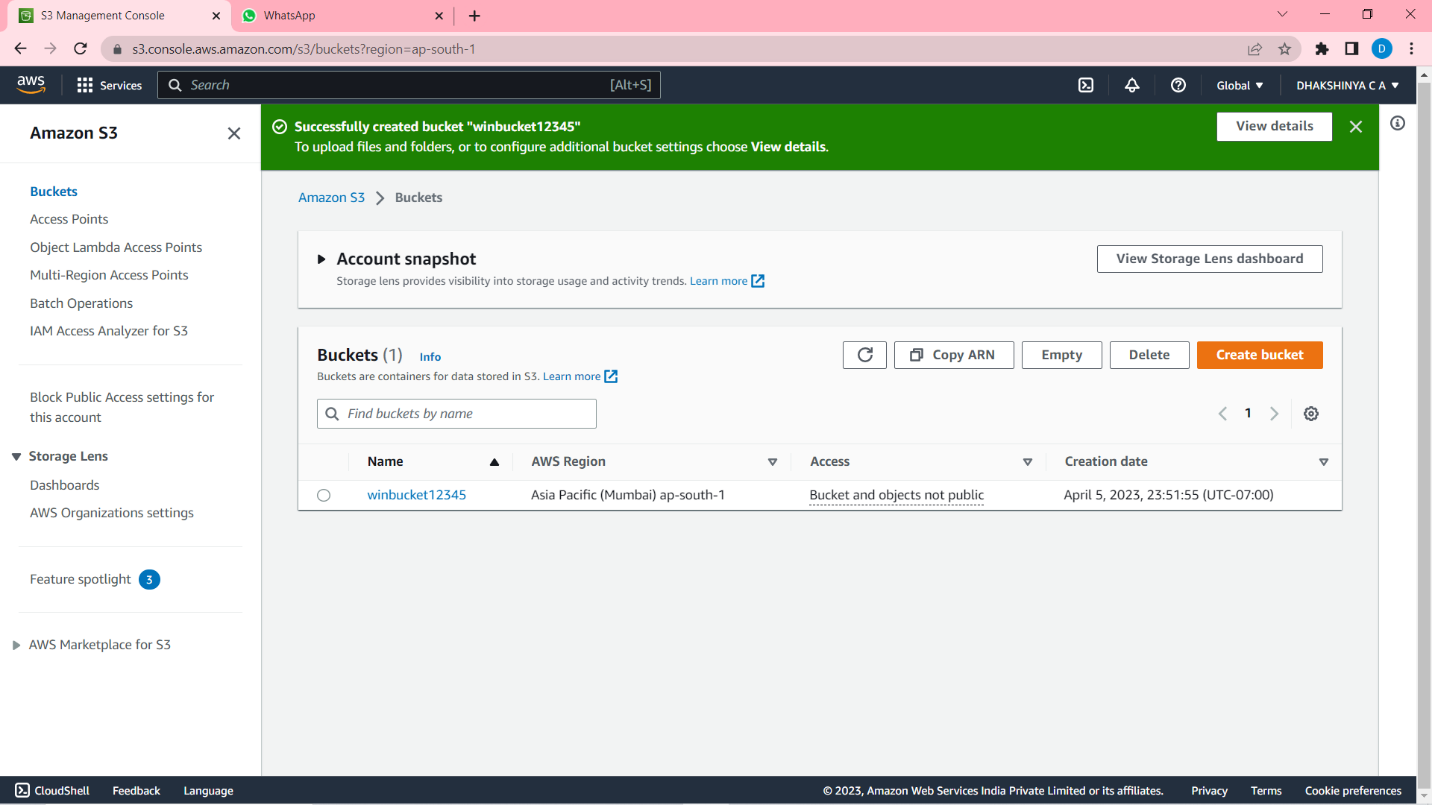 S3 Management Console
WhatsApp
s3.console.aws.amazon.com/s3/buckets?region=ap-south-1
D
aws
Services
Search
[Alt+S]
Global
DHAKSHINYA C A
Amazon S3
Buckets
Access Points
Object Lambda Access Points
Multi-Region Access Points
Batch Operations
IAM Access Analyzer for S3
Block Public Access settings for
this account
Storage Lens
Dashboards
AWS Organizations settings
Feature spotlight 3
AWS Marketplace for S3
Successfully created bucket "winbucket12345"
To upload files and folders, or to configure additional bucket settings choose View details.
View details
Amazon S3 Buckets
Account snapshot
Storage lens provides visibility into storage usage and activity trends. Learn more
View Storage Lens dashboard
Buckets (1) Info
Buckets are containers for data stored in S3. Learn more
Copy ARN
Empty
Delete
Create bucket
Find buckets by name
1
Name AWS Region Access Creation date
winbucket12345 Asia Pacific (Mumbai) ap-south-1 Bucket and objects not public April 5, 2023, 23:51:55 (UTC-07:00)
CloudShell Feedback Language © 2023, Amazon Web Services India Private Limited or its affiliates. Privacy Terms Cookie preferences